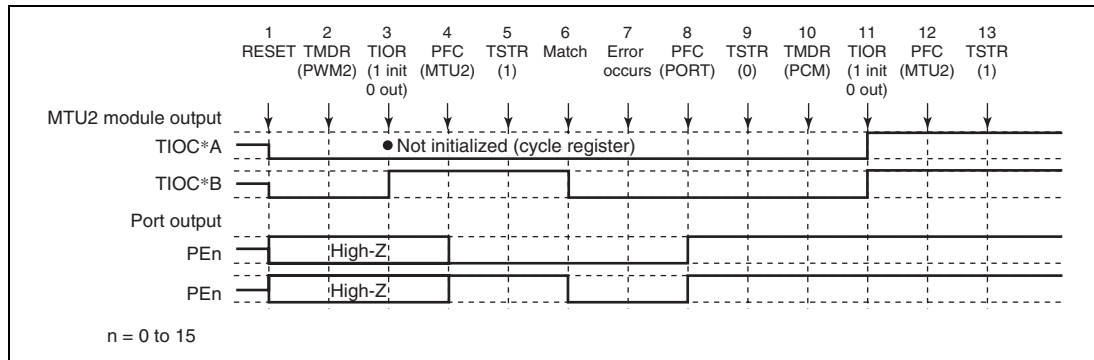 1 2 3 4 5 6 7 8 9 10 11 12 13
RESET TMDR TIOR PFC TSTR Match Error PFC TSTR TMDR TIOR PFC TSTR
(PWM2) (1 init (MTU2) (1) occurs (PORT) (0) (PCM) (1 init (MTU2) (1)
0 out) 0 out)
MTU2 module output
TIOC*A
● Not initialized (cycle register)
TIOC*B
Port output
PEn
High-Z
PEn
High-Z
n = 0 to 15